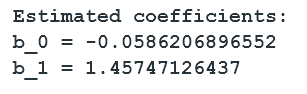 Estimated coefficients:
b_0 = -0.0586206896552
b_1 = 1.45747126437